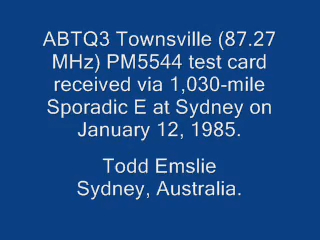 ABTQ3 Townsville (87.27
MHz) PM5544 test card
received via 1,030-mile
Sporadic E at Sydney on
January 12, 1985.
Todd Emslie
Sydney, Australia.